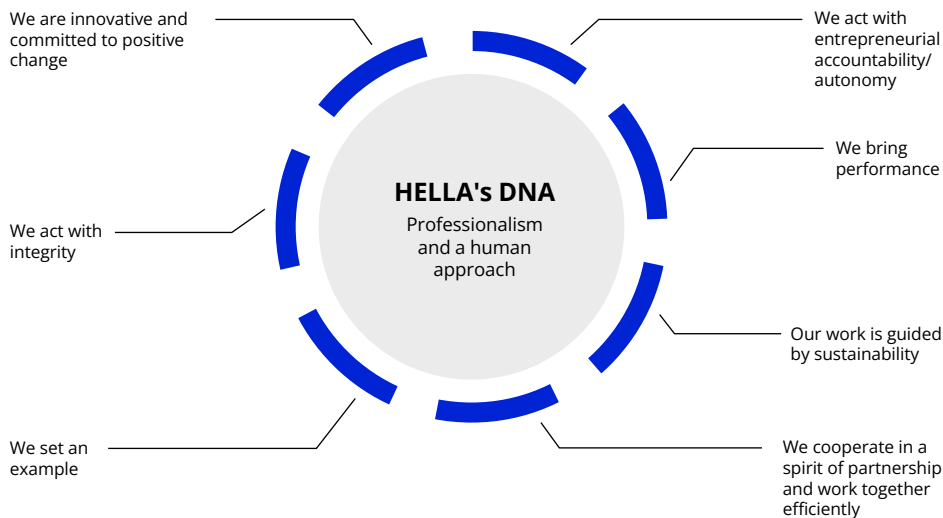 We are innovative and
committed to positive
change
We act with
entrepreneurial
accountability/
autonomy
We bring
performance
HELLA's DNA
Professionalism
and a human
approach
We act with
integrity
Our work is guided
by sustainability
We set an
example
We cooperate in a
spirit of partnership
and work together
efficiently